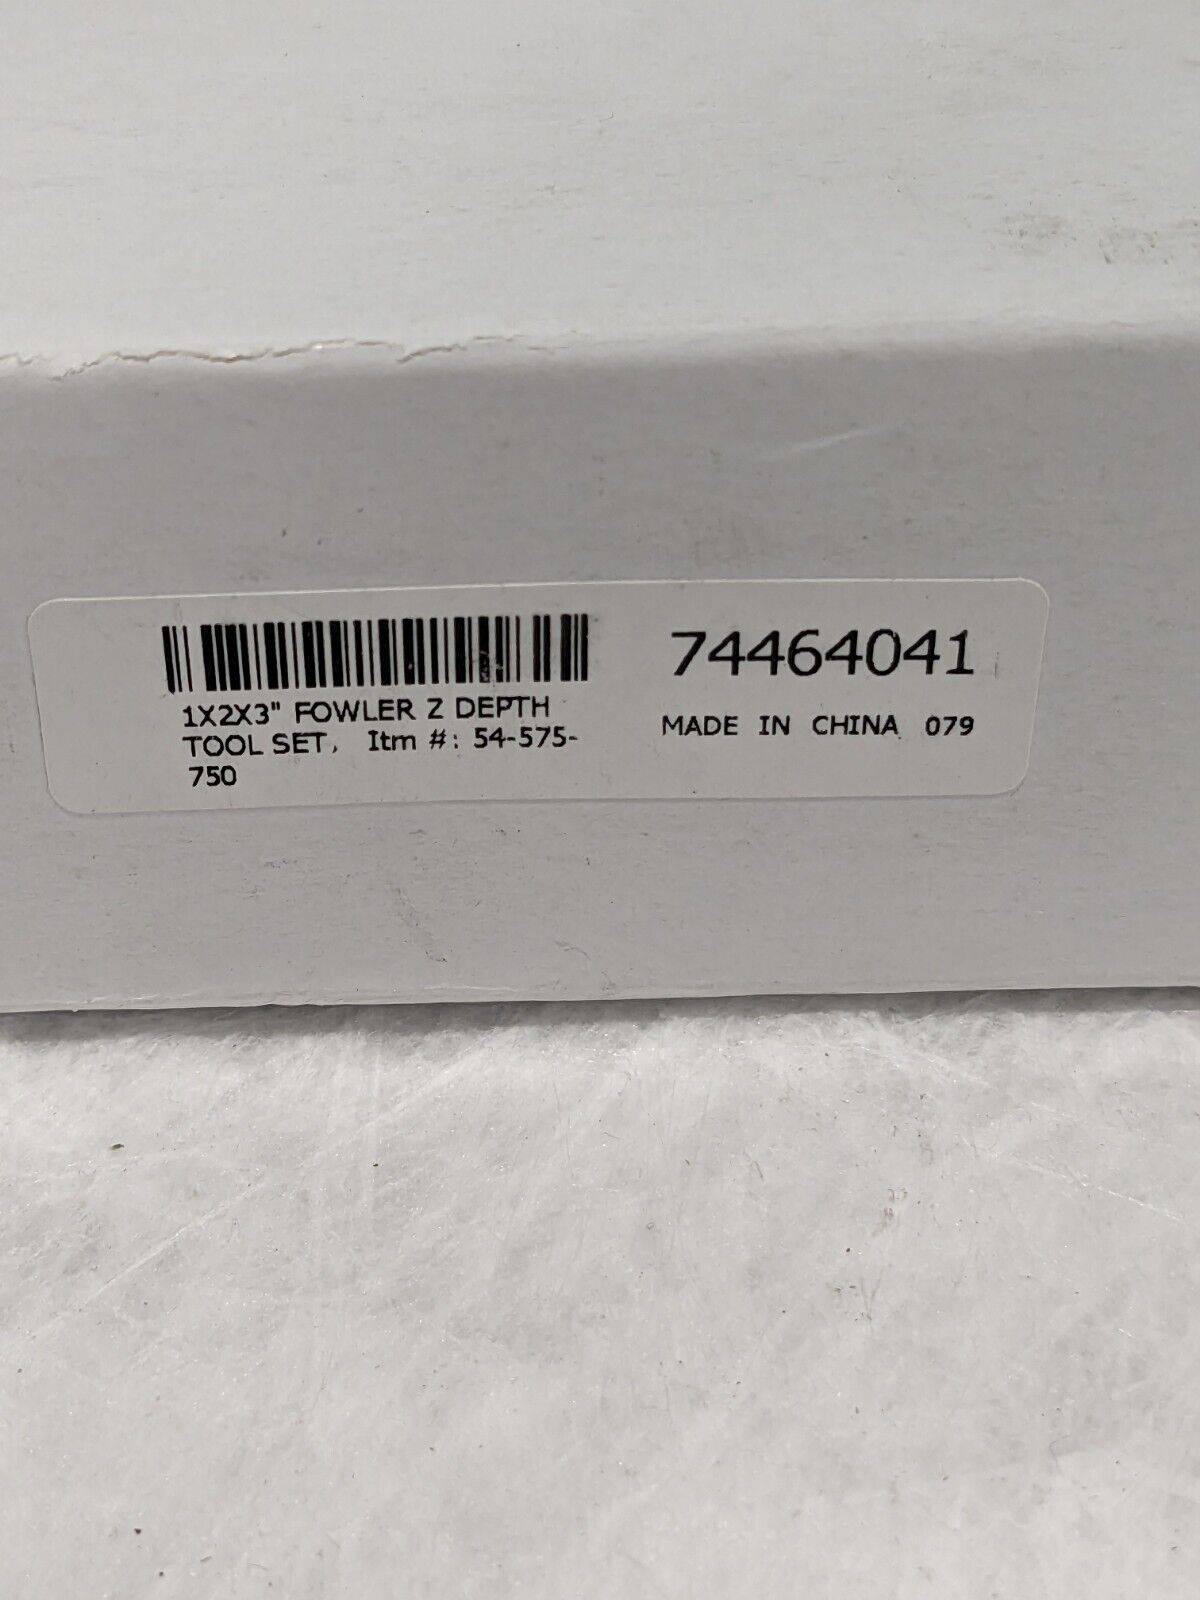 1X2X3" FOWLER Z DEPTH
TOOL SET, Itm #: 54-575-
750
74464041
MADE IN CHINA 079